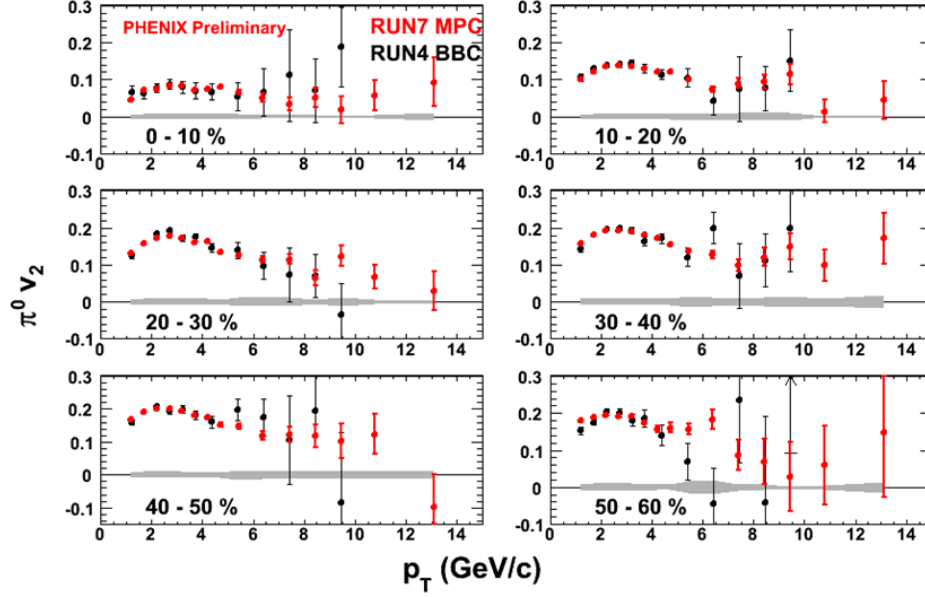 PHENIX Preliminary
RUN7 MPC
RUN4 BBC
0.3
0.2
0.1
0
-0.1
0 2 4 6 8 10 12 14
0 - 10 %
0.3
0.2
0.1
0
-0.1
0 2 4 6 8 10 12 14
10 - 20 %
π⁰ v₂
0.3
0.2
0.1
0
-0.1
0 2 4 6 8 10 12 14
20 - 30 %
0.3
0.2
0.1
0
-0.1
0 2 4 6 8 10 12 14
30 - 40 %
0.3
0.2
0.1
0
-0.1
0 2 4 6 8 10 12 14
40 - 50 %
0.3
0.2
0.1
0
-0.1
0 2 4 6 8 10 12 14
50 - 60 %
p_T (GeV/c)